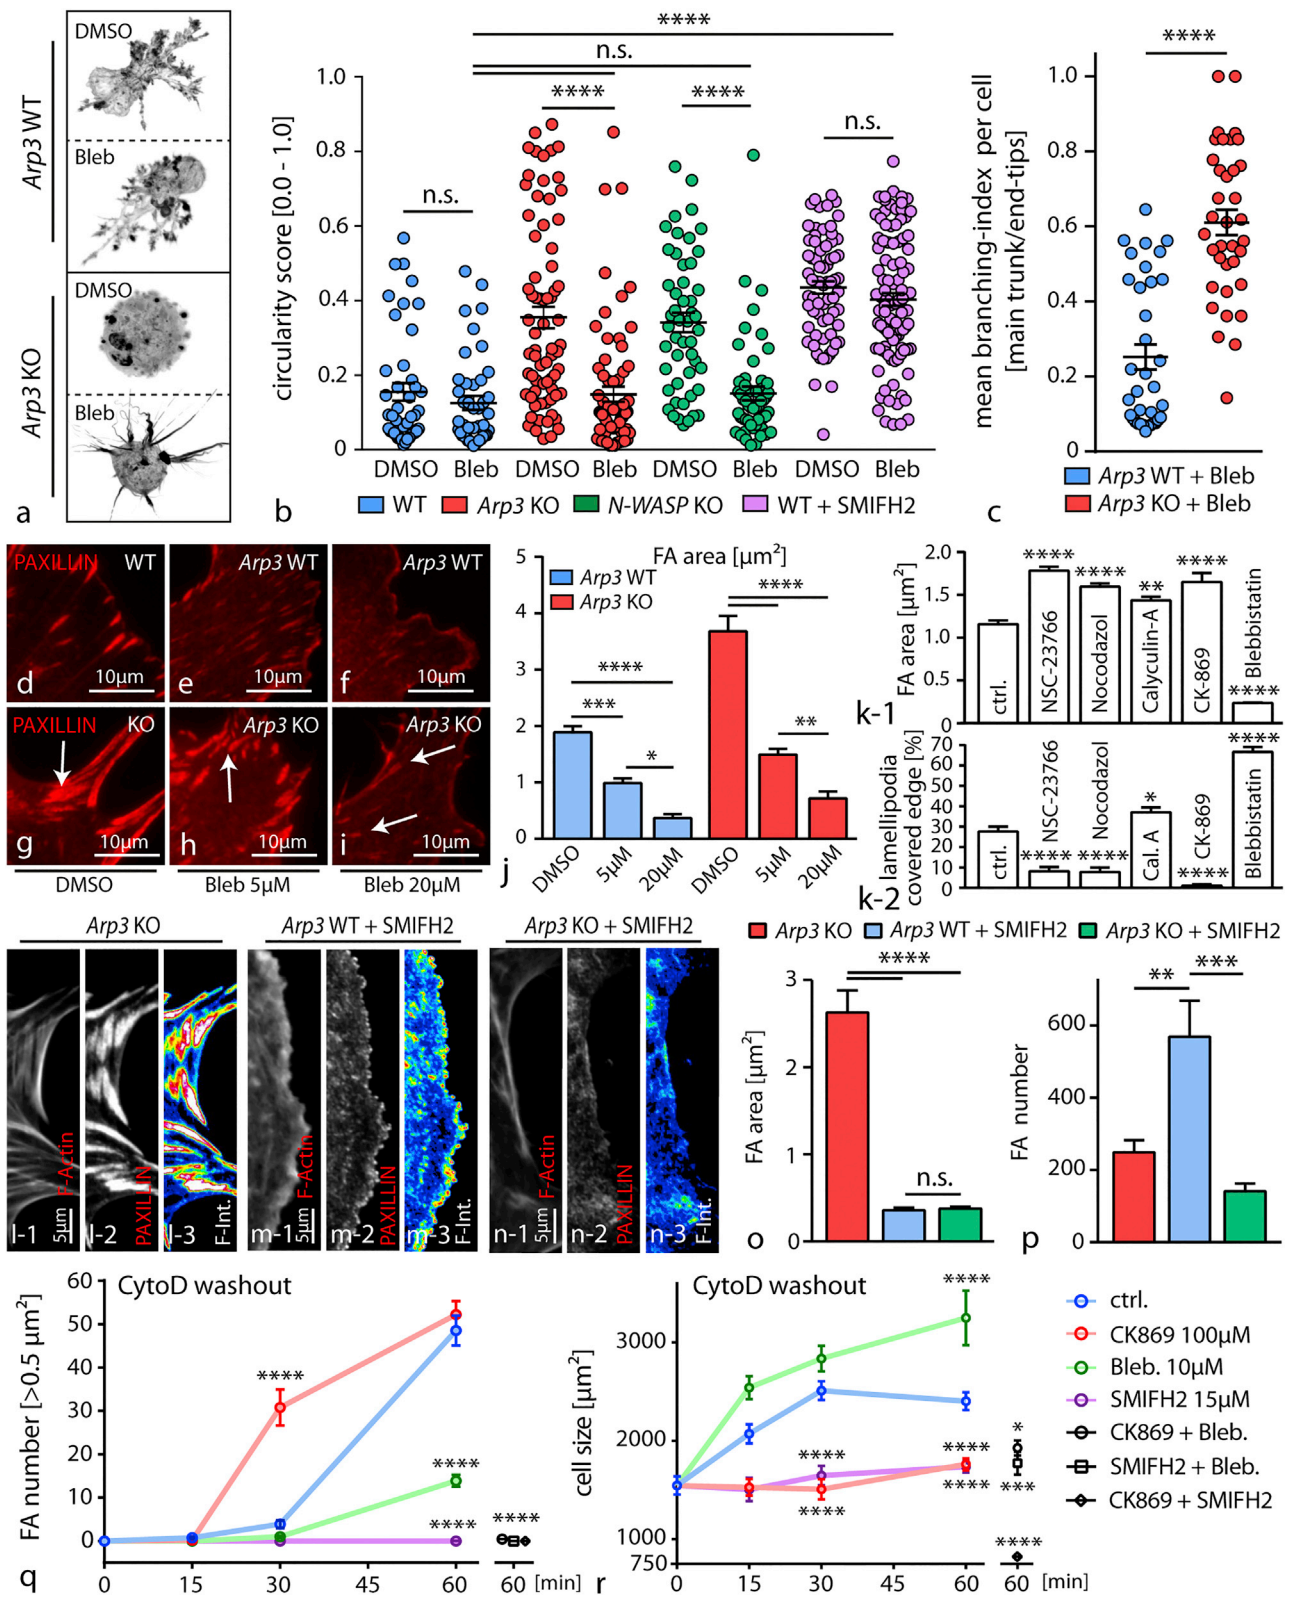 Arp3 WT
Arp3 KO
DMSO
Bleb
DMSO
Bleb
a
****
n.s.
****
****
n.s.
n.s.
circularity score [0.0 - 1.0]
1.0
0.8
0.6
0.4
0.2
0
DMSO Bleb DMSO Bleb DMSO Bleb DMSO Bleb
WT Arp3 KO N-WASP KO WT + SMIFH2
b
****
mean branching-index per cell
[main trunk/end-tips]
1.0
0.8
0.6
0.4
0.2
0
Arp3 WT + Bleb
Arp3 KO + Bleb
c
PAXILLIN WT
d 10μm
Arp3 WT
e 10μm
Arp3 WT
f 10μm
PAXILLIN KO
g 10μm
Arp3 KO
h 10μm
Arp3 KO
i 10μm
DMSO Bleb 5μM Bleb 20μM
FA area [μm²]
Arp3 WT
Arp3 KO
5
4
3
2
1
0
****
***
*
****
**
DMSO 5μM 20μM DMSO 5μM 20μM
j
FA area [μm²]
2.0
1.5
1.0
0.5
0
ctrl.
NSC-23766
Nocodazol
Calyculin-A
CK-869
Blebbistatin
**** **** ** **** ****
k-1
lamellipodia
covered edge [%]
70
60
50
40
30
20
10
0
ctrl.
NSC-23766
Nocodazol
Cal. A
CK-869
Blebbistatin
**** **** * **** ****
k-2
Arp3 KO
Arp3 WT + SMIFH2
Arp3 KO + SMIFH2
l-1 5μm F-Actin
l-2 PAXILLIN
l-3 F-Int.
m-1 5μm F-Actin
m-2 PAXILLIN
m-3 F-Int.
n-1 5μm F-Actin
n-2 PAXILLIN
n-3 F-Int.
Arp3 KO Arp3 WT + SMIFH2 Arp3 KO + SMIFH2
FA area [μm²]
3
2
1
0
****
n.s.
o
FA number
600
400
200
0
** ***
p
CytoD washout
FA number [>0.5 μm²]
60
50
40
30
20
10
0
****
****
****
****
0 15 30 45 60 60 [min]
q
CytoD washout
cell size [μm²]
3000
2000
1000
750
****
****
****
****
****
*
***
****
0 15 30 45 60 60 [min]
r
ctrl.
CK869 100μM
Bleb. 10μM
SMIFH2 15μM
CK869 + Bleb.
SMIFH2 + Bleb.
CK869 + SMIFH2